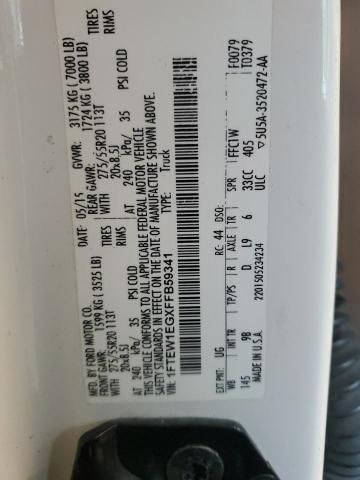 MFD. BY FORD MOTOR CO.
DATE: 05/15 GVWR: 3175 KG ( 7000 LB)
FRONT GAWR: 1599 KG ( 3525 LB) REAR GAWR: 1724 KG ( 3800 LB)
WITH 275/55R20 113T TIRES WITH 275/55R20 113T TIRES
20x8.5J RIMS 20x8.5J RIMS
AT 240 kPa/ 35 PSI COLD AT 240 kPa/ 35 PSI COLD
THIS VEHICLE CONFORMS TO ALL APPLICABLE FEDERAL MOTOR VEHICLE
SAFETY STANDARDS IN EFFECT ON THE DATE OF MANUFACTURE SHOWN ABOVE.
VIN: 1FTEW1EGXFFB59341
TYPE: Truck
F0079
T0379
EXT PNT: UG RC: 44 DSO: FFC1W
WB INT TR TP/PS R AXLE TR SPR
145 9B D L9 6 33CC 405
MADE IN U.S.A. 2201505234234 ULC
▽ 5U5A-3520472-AA